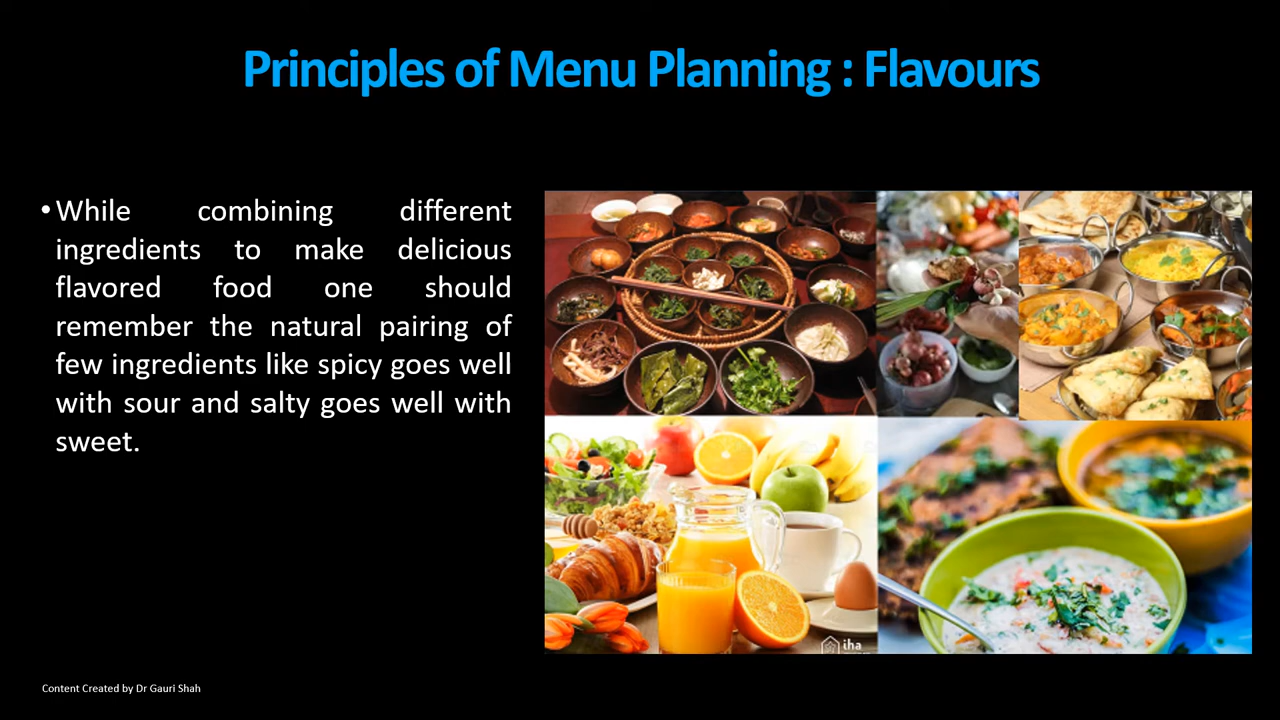 Principles of Menu Planning : Flavours
• While combining different
ingredients to make delicious
flavored food one should
remember the natural pairing of
few ingredients like spicy goes well
with sour and salty goes well with
sweet.
iha
Content Created by Dr Gauri Shah